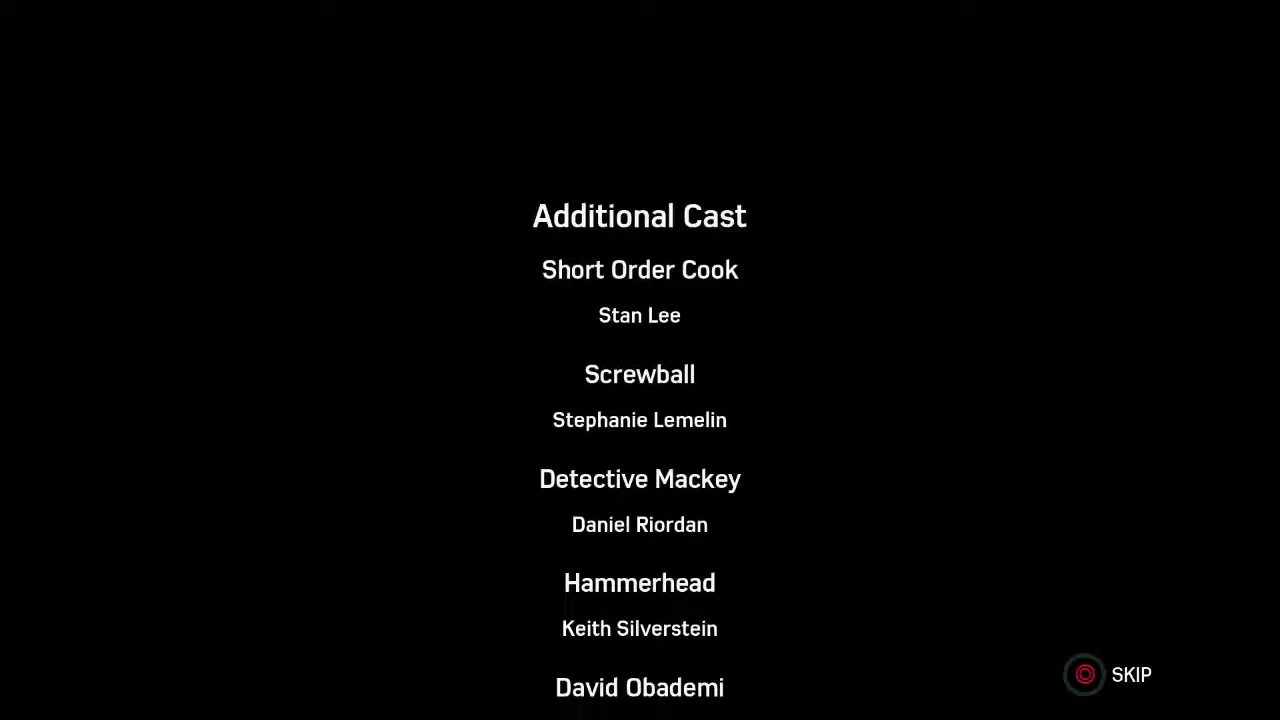 Additional Cast
Short Order Cook
Stan Lee
Screwball
Stephanie Lemelin
Detective Mackey
Daniel Riordan
Hammerhead
Keith Silverstein
David Obademi
SKIP